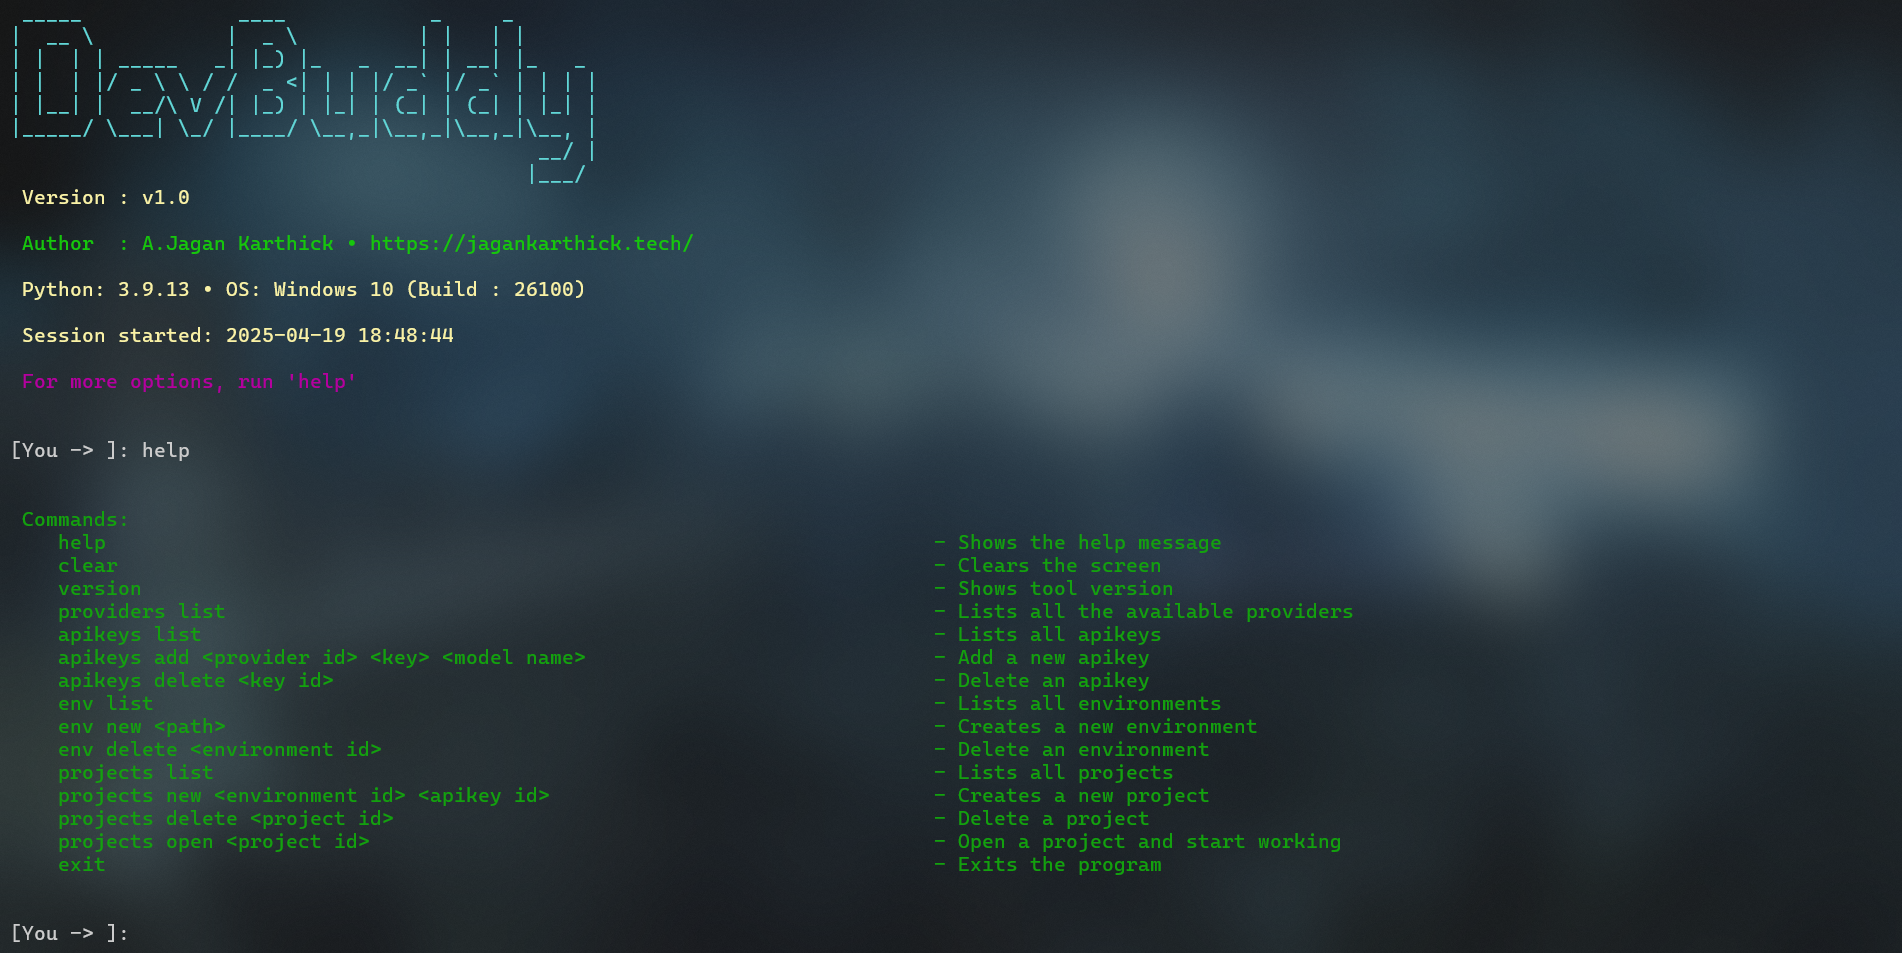 DevBuddy
Version : v1.0
Author  : A.Jagan Karthick • https://jagankarthick.tech/
Python: 3.9.13 • OS: Windows 10 (Build : 26100)
Session started: 2025-04-19 18:48:44
For more options, run 'help'
[You -> ]: help
Commands:
help - Shows the help message
clear - Clears the screen
version - Shows tool version
providers list - Lists all the available providers
apikeys list - Lists all apikeys
apikeys add <provider id> <key> <model name> - Add a new apikey
apikeys delete <key id> - Delete an apikey
env list - Lists all environments
env new <path> - Creates a new environment
env delete <environment id> - Delete an environment
projects list - Lists all projects
projects new <environment id> <apikey id> - Creates a new project
projects delete <project id> - Delete a project
projects open <project id> - Open a project and start working
exit - Exits the program
[You -> ]: